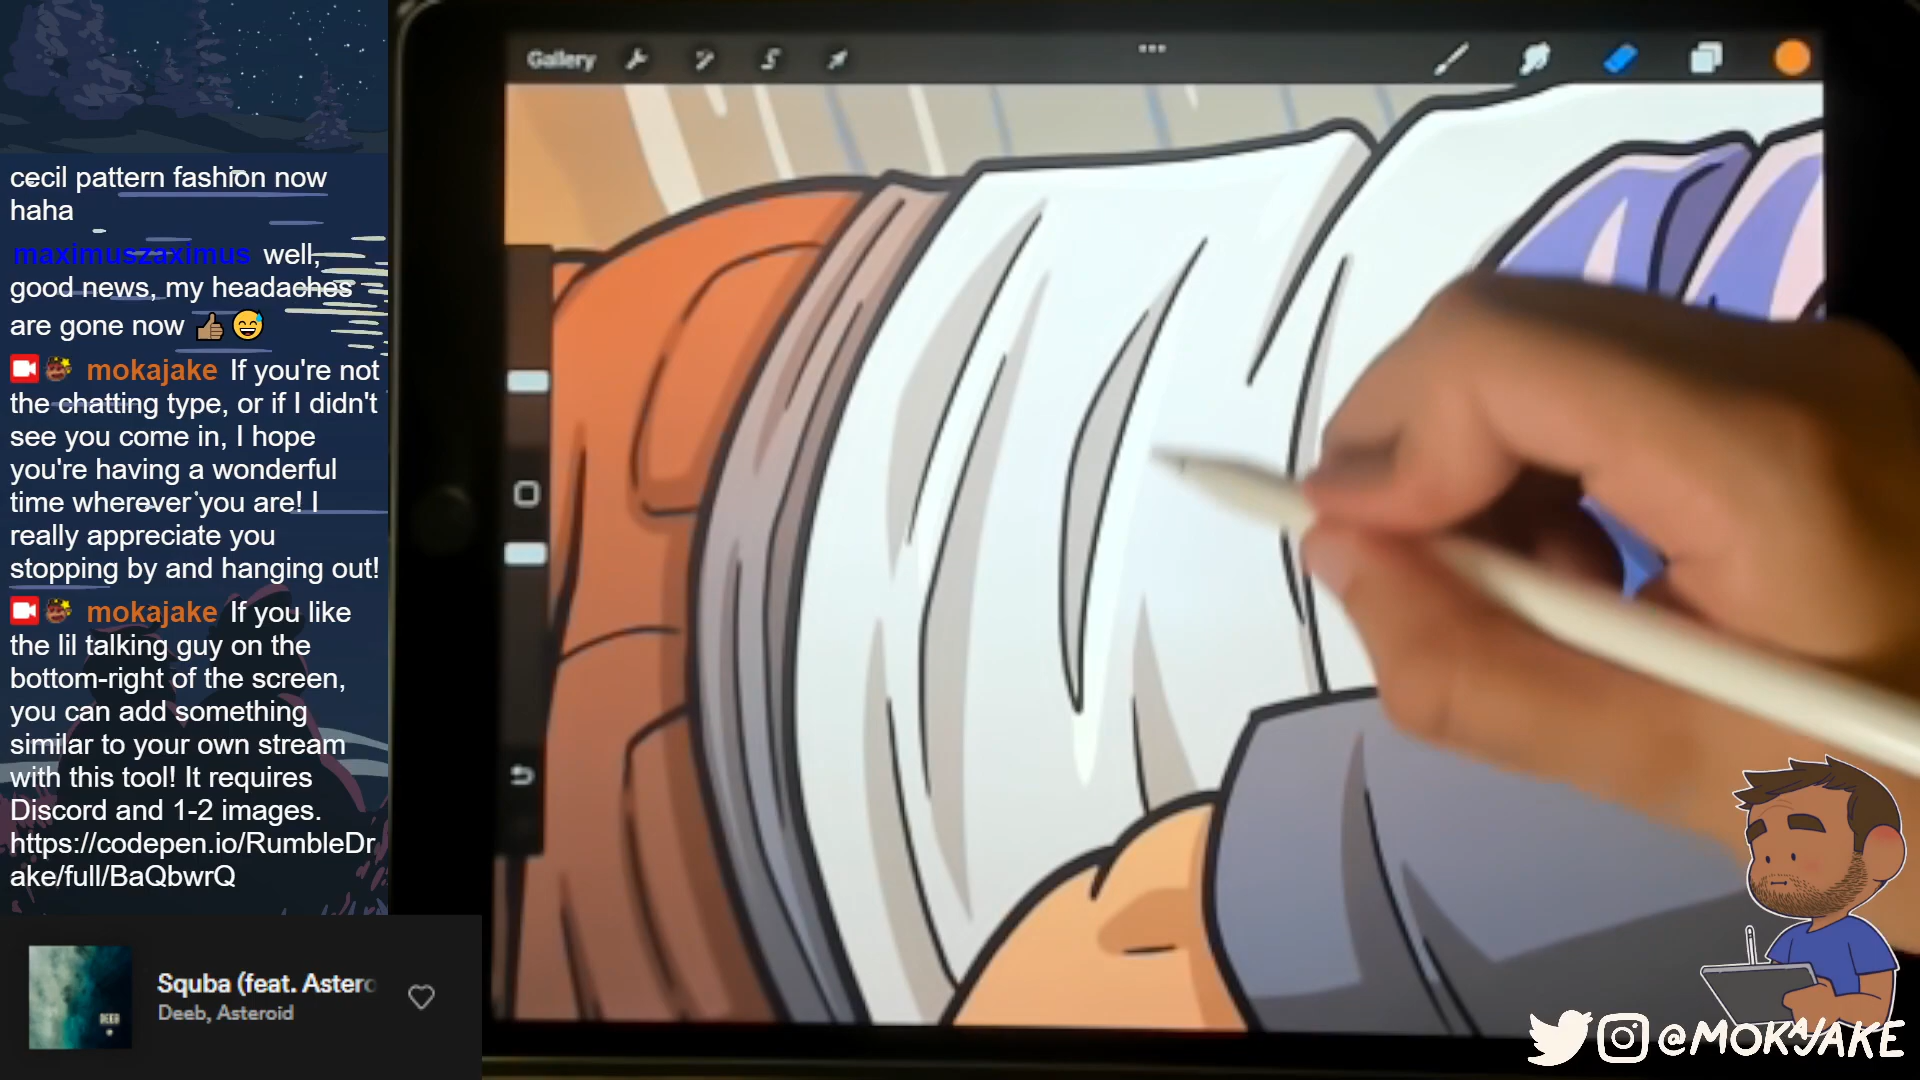 Gallery
cecil pattern fashion now
haha
maximuszaximus well,
good news, my headaches
are gone now
mokajake If you're not
the chatting type, or if I didn't
see you come in, I hope
you're having a wonderful
time wherever you are! I
really appreciate you
stopping by and hanging out!
mokajake If you like
the lil talking guy on the
bottom-right of the screen,
you can add something
similar to your own stream
with this tool! It requires
Discord and 1-2 images.
https://codepen.io/RumbleDr
ake/full/BaQbwrQ
DEEB
Squba (feat. Astero
Deeb, Asteroid
@MOKAJAKE